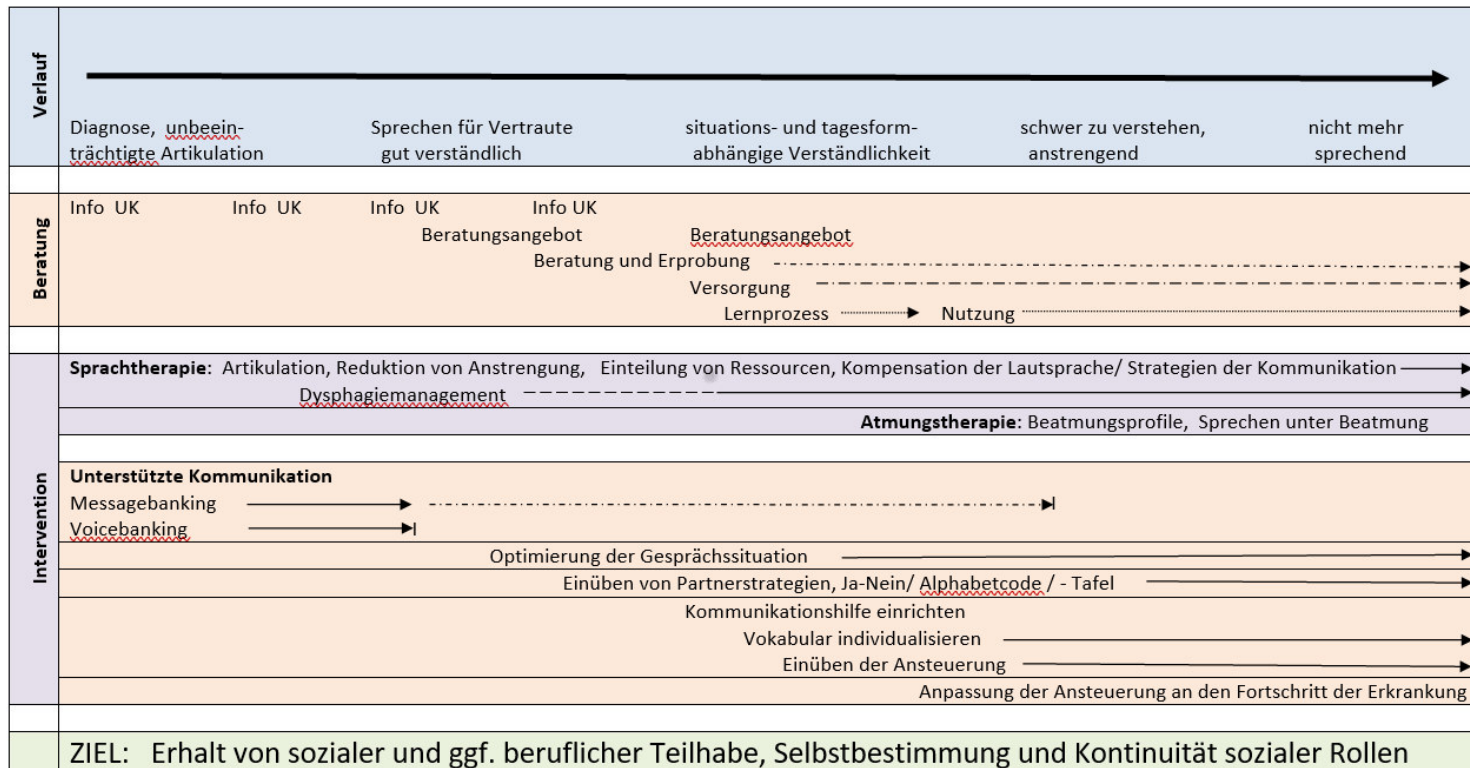 Verlauf
Diagnose, unbeein- Sprechen für Vertraute situations- und tagesform- schwer zu verstehen, nicht mehr
trächtigte Artikulation gut verständlich abhängige Verständlichkeit anstrengend sprechend
Beratung
Info UK Info UK Info UK Info UK
Beratungsangebot Beratungsangebot
Beratung und Erprobung
Versorgung
Lernprozess Nutzung
Intervention
Sprachtherapie: Artikulation, Reduktion von Anstrengung, Einteilung von Ressourcen, Kompensation der Lautsprache/ Strategien der Kommunikation
Dysphagiemanagement
Atmungstherapie: Beatmungsprofile, Sprechen unter Beatmung
Unterstützte Kommunikation
Messagebanking
Voicebanking
Optimierung der Gesprächssituation
Einüben von Partnerstrategien, Ja-Nein/ Alphabetcode / - Tafel
Kommunikationshilfe einrichten
Vokabular individualisieren
Einüben der Ansteuerung
Anpassung der Ansteuerung an den Fortschritt der Erkrankung
ZIEL: Erhalt von sozialer und ggf. beruflicher Teilhabe, Selbstbestimmung und Kontinuität sozialer Rollen